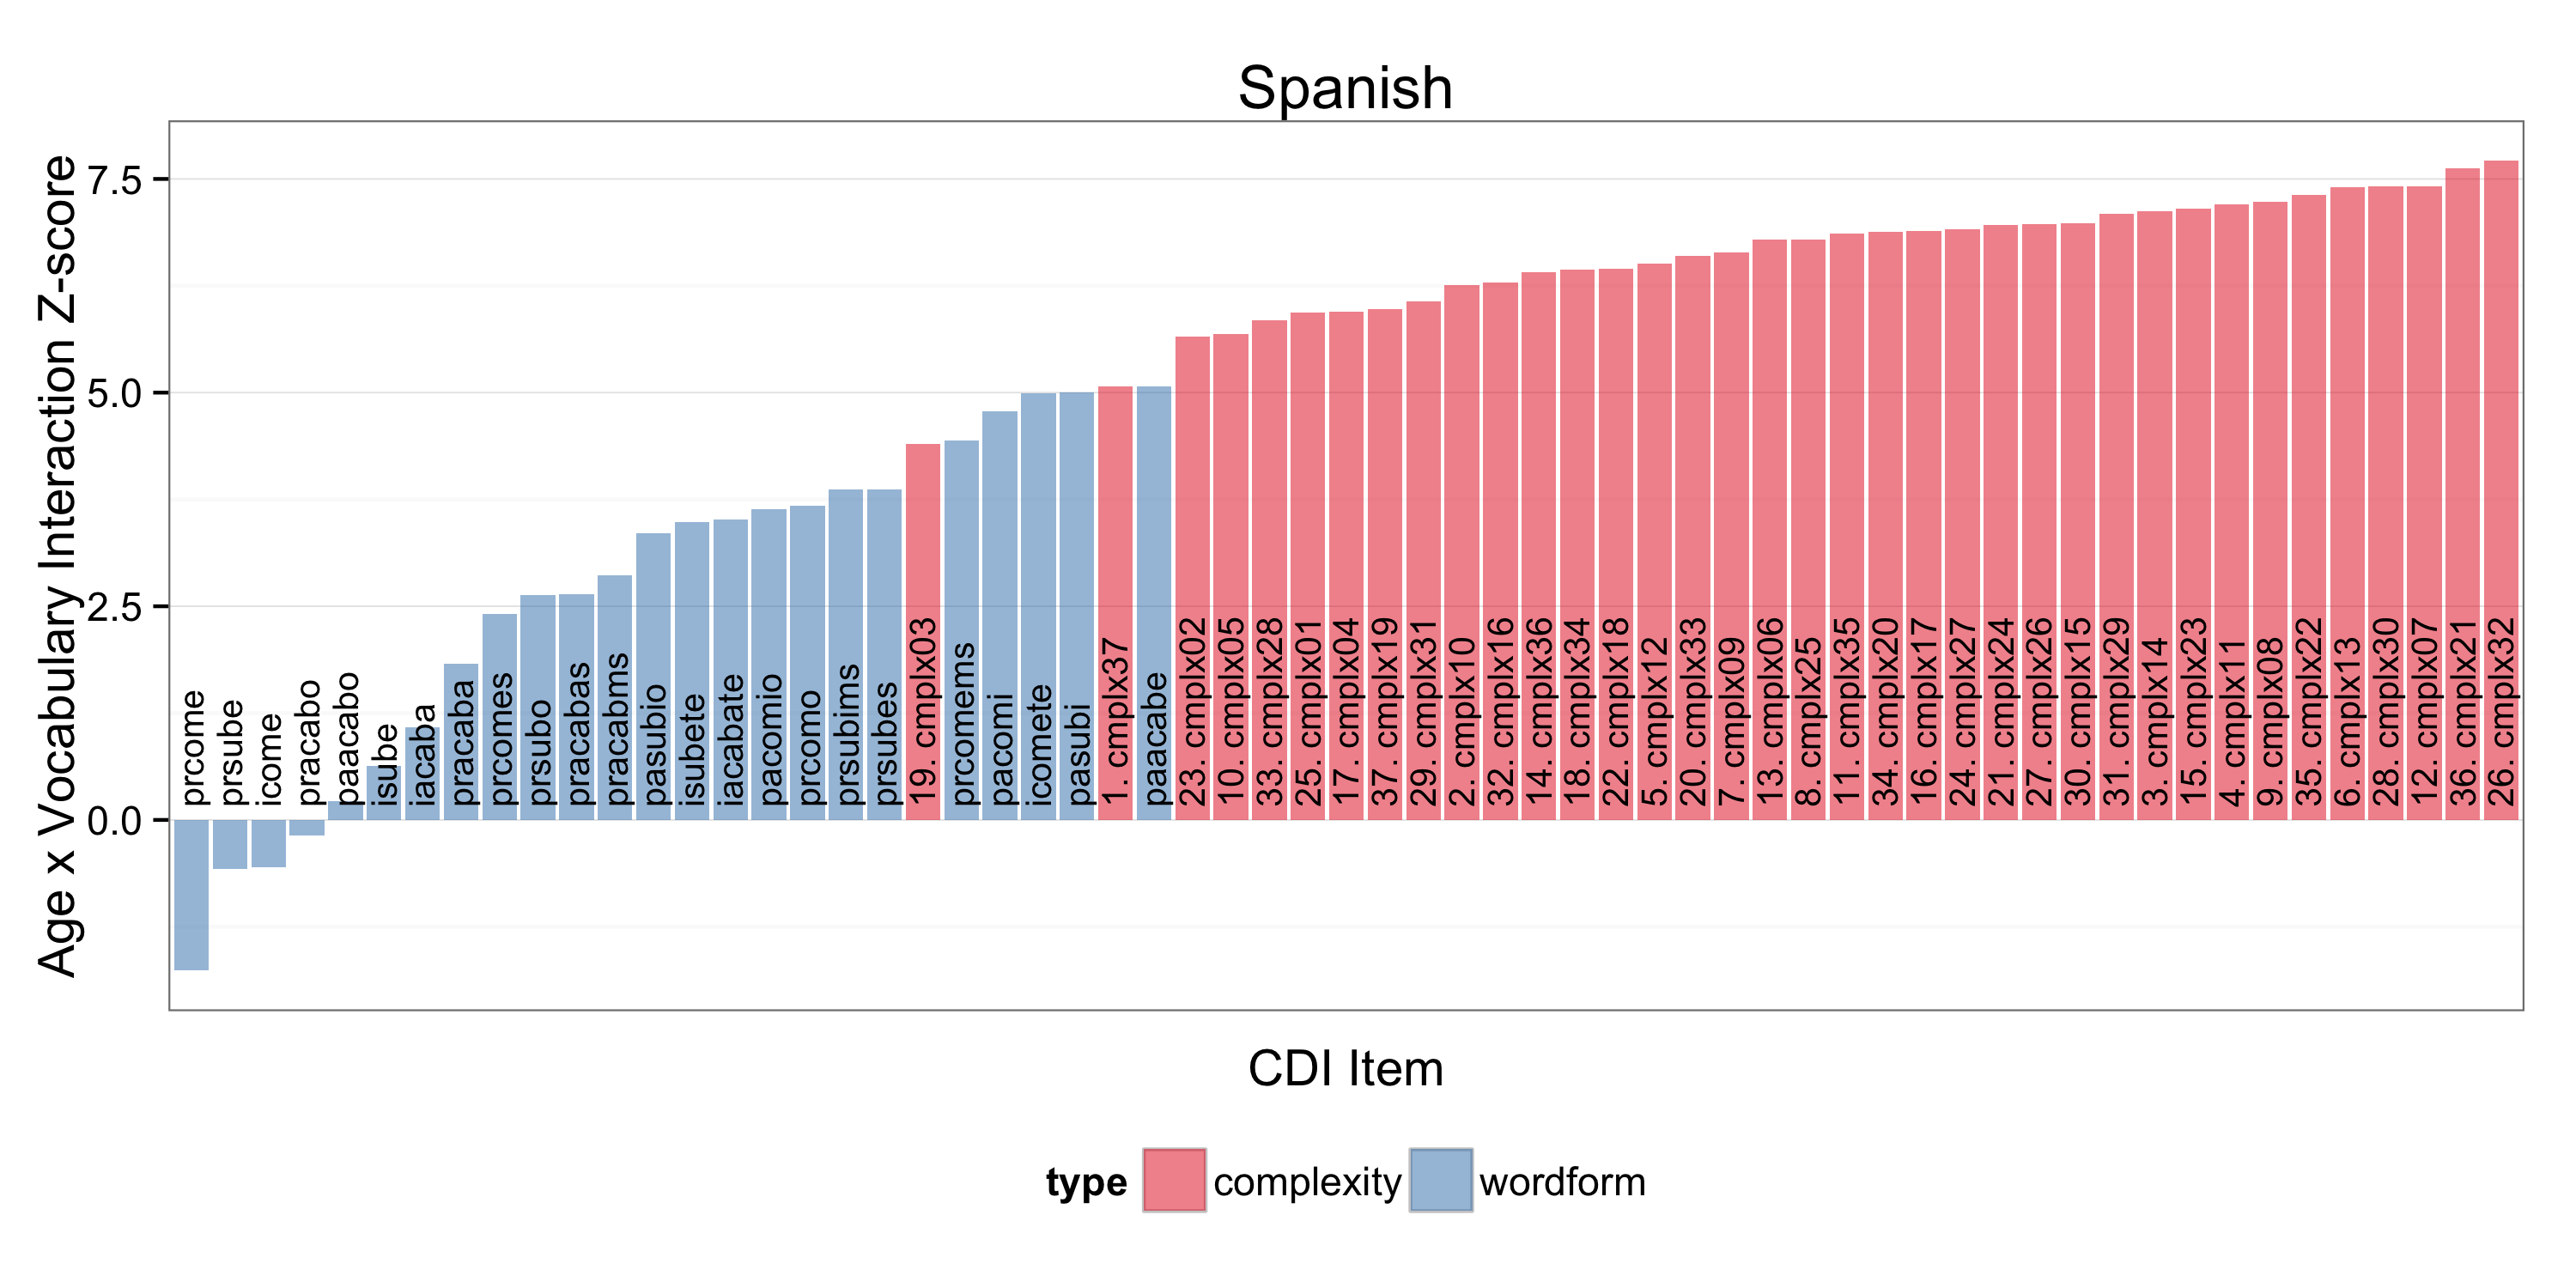 Spanish
Age x Vocabulary Interaction Z-score
7.5
5.0
2.5
0.0
prcome
prsube
icome
pracabo
paacabo
isube
iacaba
pracaba
prcomes
prsubo
pracabas
pracabms
pasubio
isubete
iacabate
pacomio
prcomo
prsubims
prsubes
19. cmplx03
prcomems
pacomi
icomete
pasubi
1. cmplx37
paacabe
23. cmplx02
10. cmplx05
33. cmplx28
25. cmplx01
17. cmplx04
37. cmplx19
29. cmplx31
2. cmplx10
32. cmplx16
14. cmplx36
18. cmplx34
22. cmplx18
5. cmplx12
20. cmplx33
7. cmplx09
13. cmplx06
8. cmplx25
11. cmplx35
34. cmplx20
16. cmplx17
24. cmplx27
21. cmplx24
27. cmplx26
30. cmplx15
31. cmplx29
3. cmplx14
15. cmplx23
4. cmplx11
9. cmplx08
35. cmplx22
6. cmplx13
28. cmplx30
12. cmplx07
36. cmplx21
26. cmplx32
CDI Item
type complexity wordform